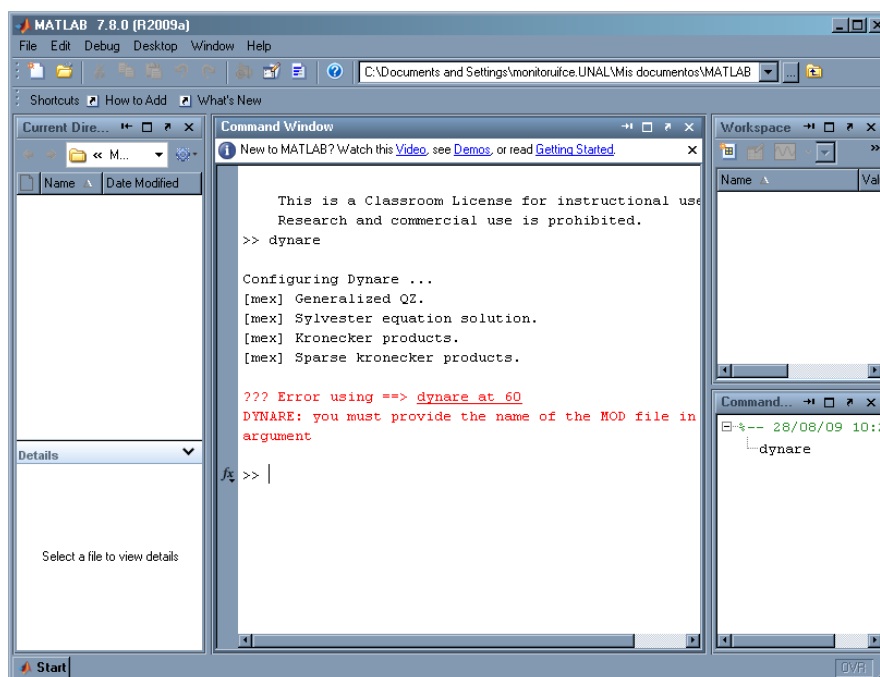 MATLAB 7.8.0 (R2009a)
File Edit Debug Desktop Window Help
C:\Documents and Settings\monitoruifce.UNAL\Mis documentos\MATLAB
Shortcuts How to Add What's New
Current Dire...
« M...
Name Date Modified
Details
Select a file to view details
Command Window
New to MATLAB? Watch this Video, see Demos, or read Getting Started.
This is a Classroom License for instructional use
Research and commercial use is prohibited.
>> dynare
Configuring Dynare ...
[mex] Generalized QZ.
[mex] Sylvester equation solution.
[mex] Kronecker products.
[mex] Sparse kronecker products.
??? Error using ==> dynare at 60
DYNARE: you must provide the name of the MOD file in
argument
fx >>
Workspace
Name Val
Command...
%-- 28/08/09 10:
dynare
Start
OVR